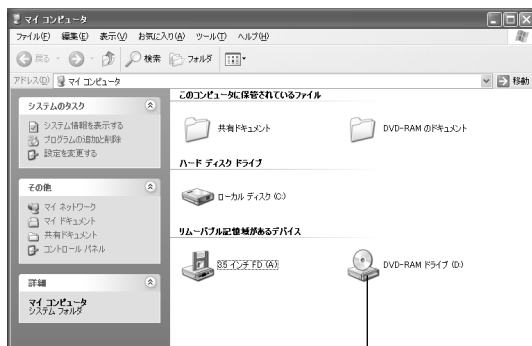 マイ コンピュータ
ファイル(F) 編集(E) 表示(V) お気に入り(A) ツール(T) ヘルプ(H)
戻る 検索 フォルダ
アドレス(D) マイ コンピュータ 移動
システムのタスク
システム情報を表示する
プログラムの追加と削除
設定を変更する
その他
マイ ネットワーク
マイ ドキュメント
共有ドキュメント
コントロール パネル
詳細
マイ コンピュータ
システム フォルダ
このコンピュータに保管されているファイル
共有ドキュメント DVD-RAM のドキュメント
ハード ディスク ドライブ
ローカル ディスク (C:)
リムーバブル記憶域があるデバイス
3.5 インチ FD (A:) DVD-RAM ドライブ (D:)